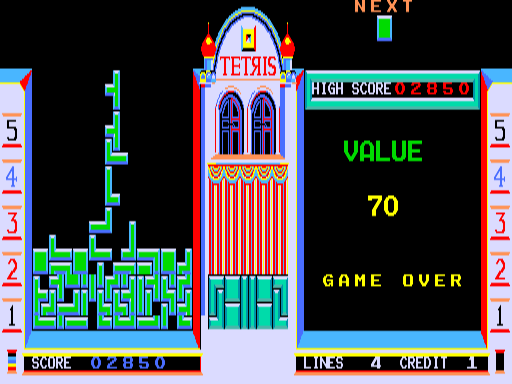 NEXT
TETRIS
HIGH SCORE 02850
5
4
3
2
1
VALUE
70
GAME OVER
5
4
3
2
1
SCORE 02850
LINES 4 CREDIT 1